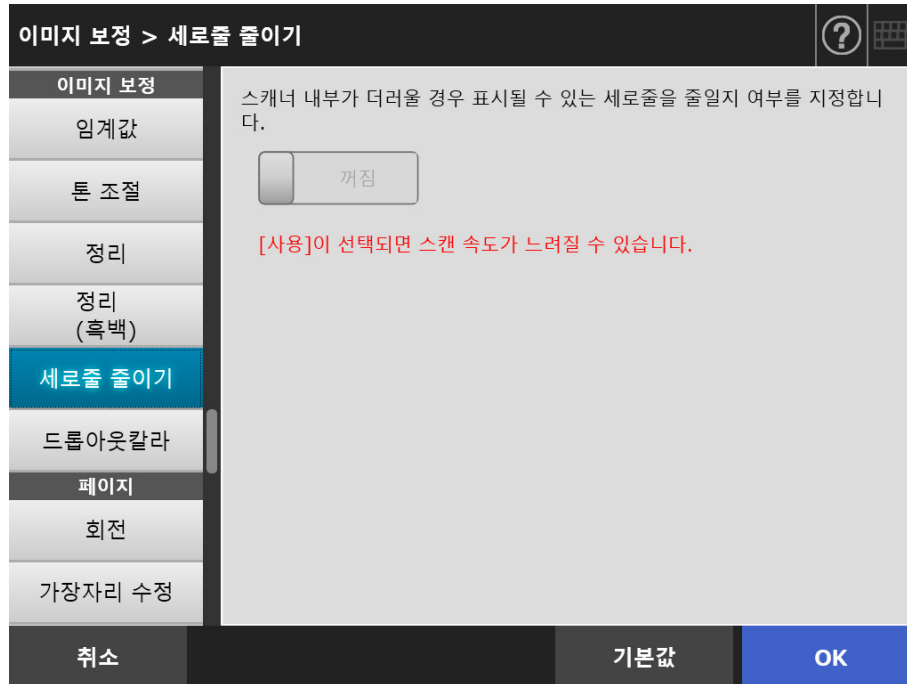 이미지 보정 > 세로줄 줄이기
?
이미지 보정
임계값
톤 조절
정리
정리
(흑백)
세로줄 줄이기
드롭아웃칼라
페이지
회전
가장자리 수정
스캐너 내부가 더러울 경우 표시될 수 있는 세로줄을 줄일지 여부를 지정합니
다.
꺼짐
[사용]이 선택되면 스캔 속도가 느려질 수 있습니다.
취소
기본값
OK